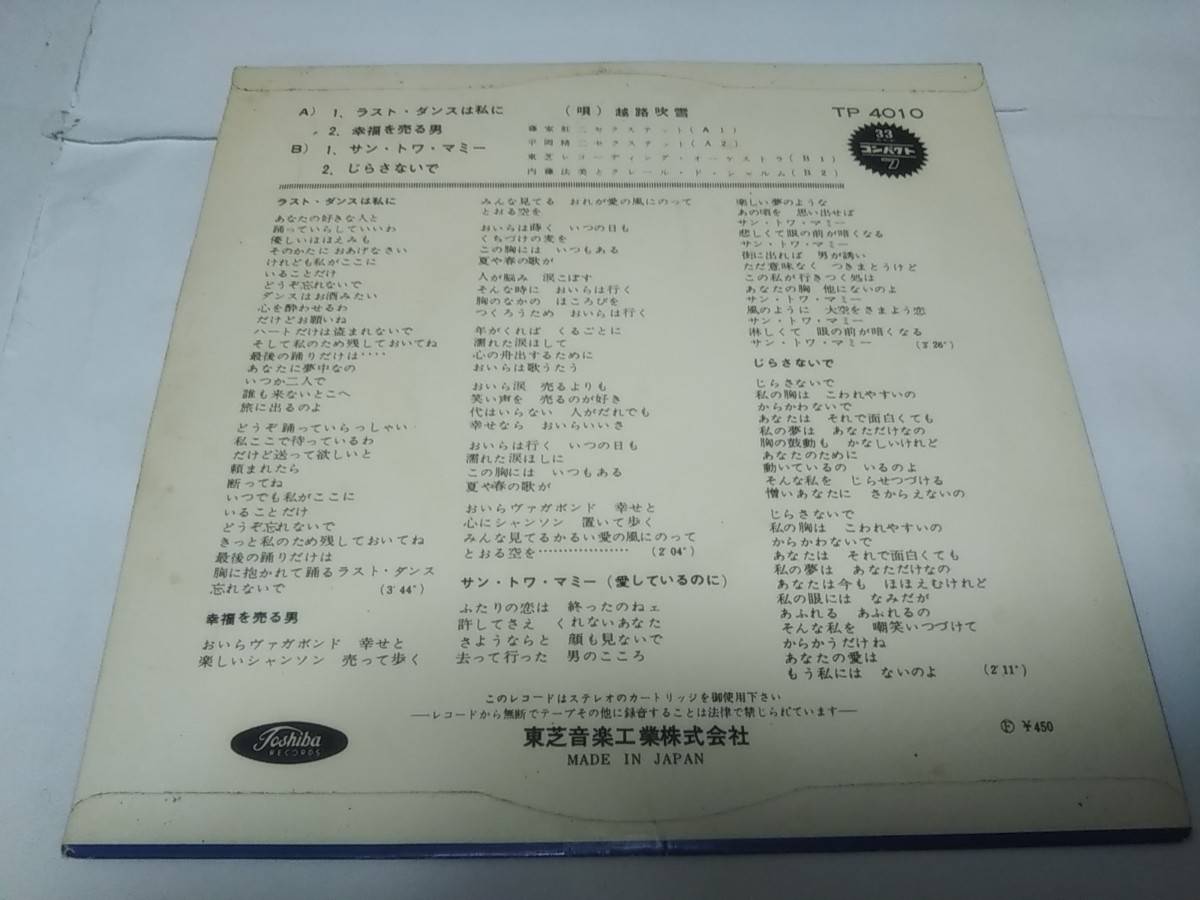 A) 1. ラスト・ダンスは私に
2. 幸福を売る男
B) 1. サン・トワ・マミー
2. じらさないで
(唄) 越路吹雪
藤家虹二セクステット(A1)
平岡精二セクステット(A2)
東芝レコーディング・オーケストラ(B1)
内藤法美とクレール・ド・シャルム(B2)
TP 4010
33
コンパクト
7
ラスト・ダンスは私に
あなたの好きな人と
踊っていらしていいわ
優しいほほえみも
そのかたに おあげなさい
けれども私がここに
いることだけ
どうぞ忘れないで
ダンスはお酒みたい
心を酔わせるわ
だけどお願いね
ハートだけは盗まれないで
そして私のため残しておいてね
最後の踊りだけは‥‥
あなたに夢中なの
いつか二人で
誰も来ないとこへ
旅に出るのよ
どうぞ踊っていらっしゃい
私ここで待っているわ
だけど送って欲しいと
頼まれたら
断ってね
いつでも私がここに
いることだけ
どうぞ忘れないで
きっと私のため残しておいてね
最後の踊りだけは
胸に抱かれて踊るラスト・ダンス
忘れないで (3′44″)
幸福を売る男
おいらヴァガボンド 幸せと
楽しいシャンソン 売って歩く
みんな見てる おれが愛の風にのって
とおる空を
おいらは蒔く いつの日も
くちづけの麦を
この胸には いつもある
夏や春の歌が
人が悩み 涙こぼす
そんな時に おいらは行く
胸のなかの ほころびを
つくろうため おいらは行く
年がくれば くるごとに
濡れた涙ほして
心の舟出するために
おいらは歌うたう
おいら涙 売るよりも
笑い声を 売るのが好き
代はいらない 人がだれでも
幸せなら おいらいいさ
おいらは行く いつの日も
濡れた涙ほしに
この胸には いつもある
夏や春の歌が
おいらヴァガボンド 幸せと
心にシャンソン 置いて歩く
みんな見てるかるい愛の風にのって
とおる空を……………… (2′04″)
サン・トワ・マミー(愛しているのに)
ふたりの恋は 終ったのねェ
許してさえ くれないあなた
さようならと 顔も見ないで
去って行った 男のこころ
楽しい夢のような
あの頃を 思い出せば
サン・トワ・マミー
悲しくて眼の前が暗くなる
サン・トワ・マミー
街に出れば 男が誘い
ただ意味なく つきまとうけど
この私が行きつく処は
あなたの胸 他にないのよ
サン・トワ・マミー
風のように 大空をさまよう恋
サン・トワ・マミー
淋しくて 眼の前が暗くなる
サン・トワ・マミー (3′26″)
じらさないで
じらさないで
私の胸は こわれやすいの
からかわないで
あなたは それで面白くても
私の夢は あなただけなの
胸の鼓動も かなしいけれど
あなたのために
動いているの いるのよ
そんな私を じらせつづける
憎いあなたに さからえないの
じらさないで
私の胸は こわれやすいの
からかわないで
あなたは それで面白くても
私の夢は あなただけなの
あなたは今も ほほえむけれど
私の眼には なみだが
あふれる あふれるの
そんな私を 嘲笑いつづけて
からかうだけね
あなたの愛は
もう私には ないのよ (2′11″)
このレコードはステレオのカートリッジを御使用下さい
―レコードから無断でテープその他に録音することは法律で禁じられています―
Toshiba
RECORDS
東芝音楽工業株式会社
MADE IN JAPAN
¥450